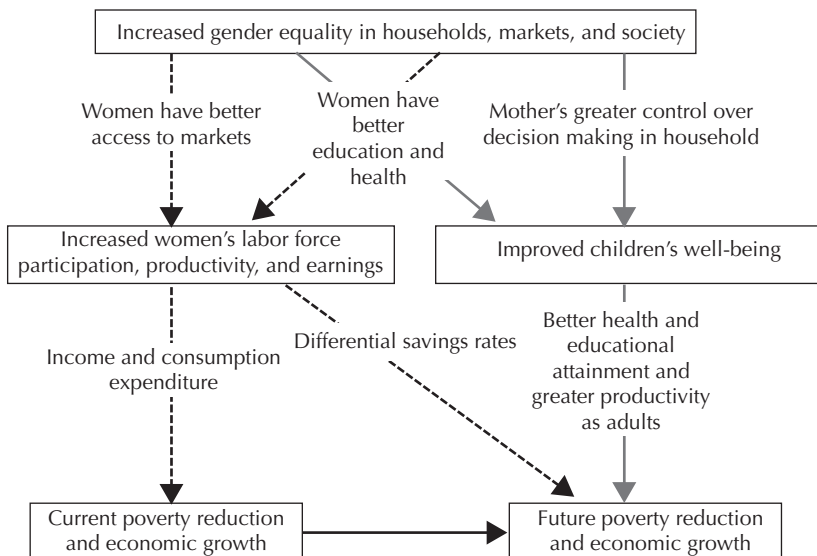 Increased gender equality in households, markets, and society
Women have better
access to markets
Women have
better
education and
health
Mother’s greater control over
decision making in household
Increased women’s labor force
participation, productivity, and earnings
Improved children’s well-being
Income and consumption
expenditure
Differential savings rates
Better health and
educational
attainment and
greater productivity
as adults
Current poverty reduction
and economic growth
Future poverty reduction
and economic growth